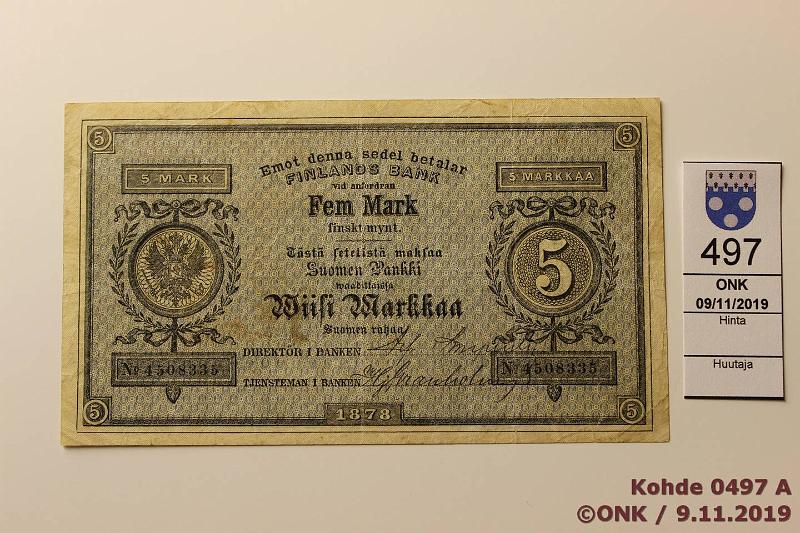 5 5
5 MARK
5 MARKKAA
Emot denna sedel betalar
FINLANDS BANK
vid anfordran
Fem Mark
finskt mynt.
Tästä setelistä maksaa
Suomen Pankki
waadittaissa
Wiisi Markkaa
Suomen rahaa
5
DIREKTÖR I BANKEN
TJENSTEMAN I BANKEN
No 4508335
No 4508335
5 5
1878
497
ONK
09/11/2019
Hinta
Huutaja
Kohde 0497 A
©ONK / 9.11.2019